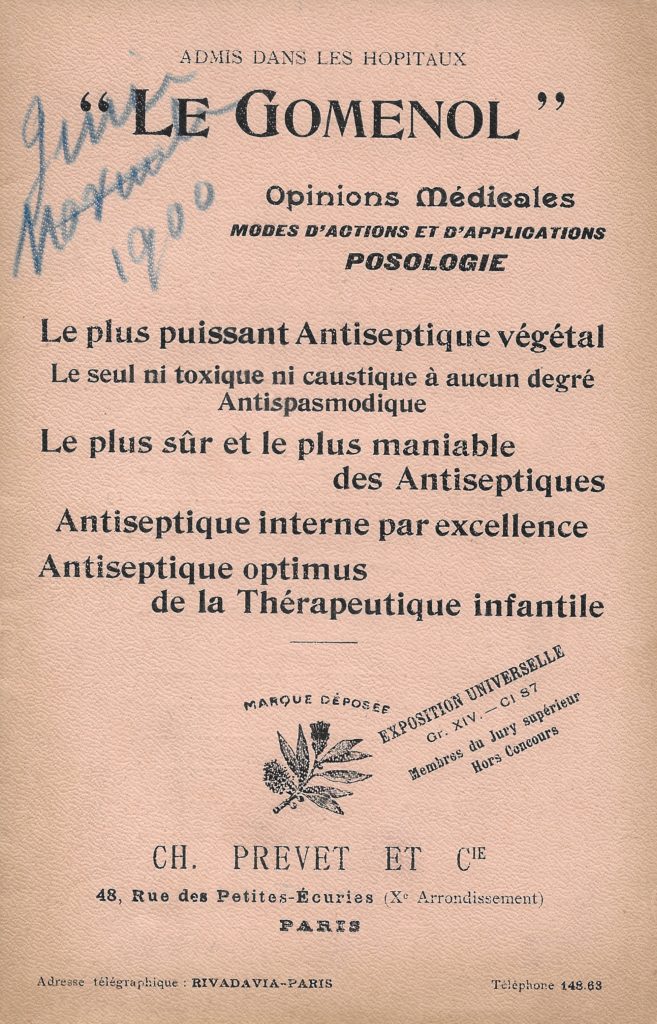 ADMIS DANS LES HOPITAUX
“LE GOMENOL”
1900
Opinions Médicales
MODES D'ACTIONS ET D'APPLICATIONS
POSOLOGIE
Le plus puissant Antiseptique végétal
Le seul ni toxique ni caustique à aucun degré
Antispasmodique
Le plus sûr et le plus maniable
des Antiseptiques
Antiseptique interne par excellence
Antiseptique optimus
de la Thérapeutique infantile
MARQUE DÉPOSÉE
EXPOSITION UNIVERSELLE
Gr. XIV. — Cl 87
Membres du Jury supérieur
Hors Concours
CH. PREVET ET CIE
48, Rue des Petites-Écuries (Xe Arrondissement)
PARIS
Adresse télégraphique : RIVADAVIA-PARIS
Téléphone 148.63